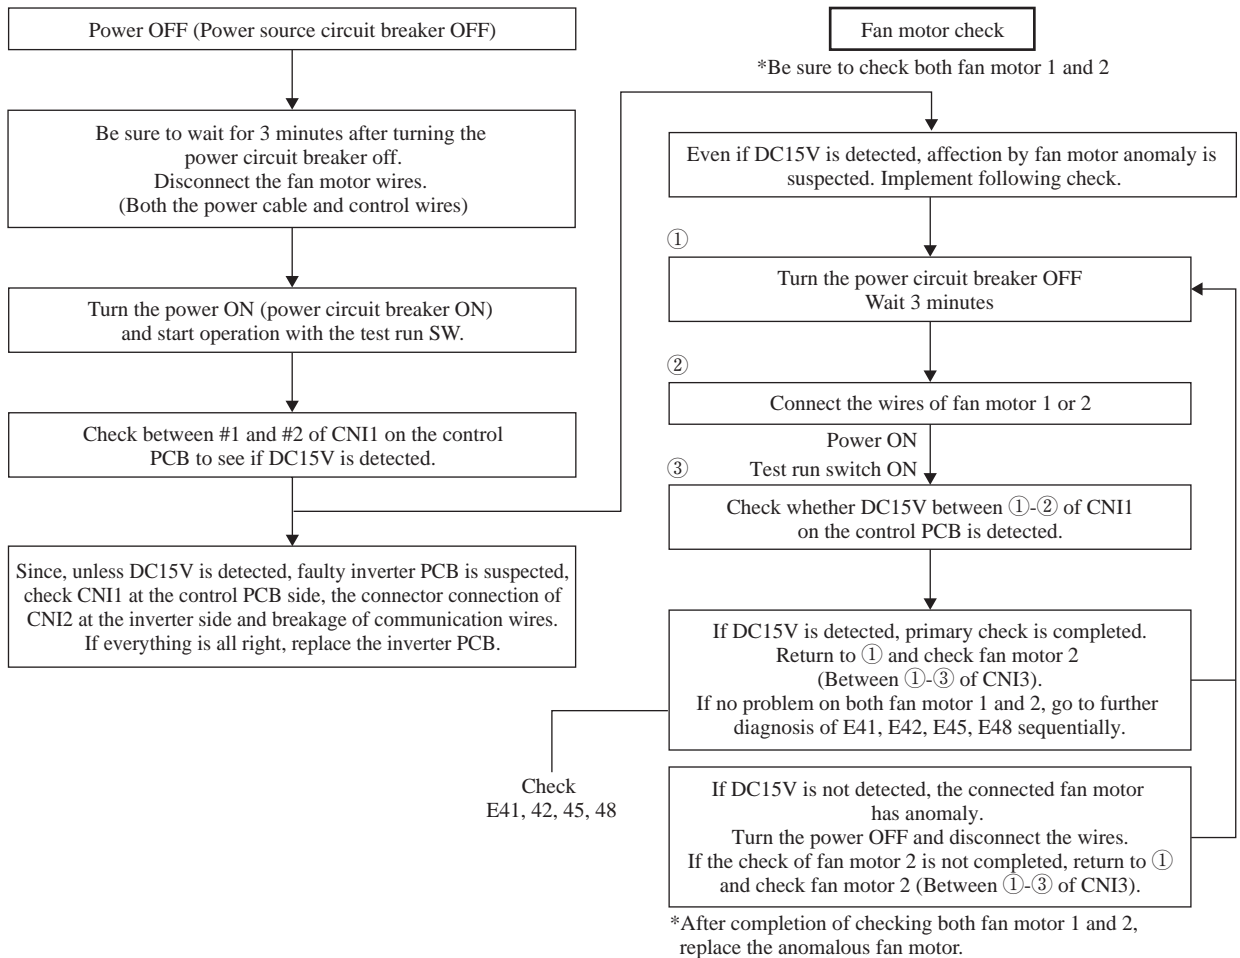 Power OFF (Power source circuit breaker OFF)
Be sure to wait for 3 minutes after turning the
power circuit breaker off.
Disconnect the fan motor wires.
(Both the power cable and control wires)
Turn the power ON (power circuit breaker ON)
and start operation with the test run SW.
Check between #1 and #2 of CNI1 on the control
PCB to see if DC15V is detected.
Since, unless DC15V is detected, faulty inverter PCB is suspected,
check CNI1 at the control PCB side, the connector connection of
CNI2 at the inverter side and breakage of communication wires.
If everything is all right, replace the inverter PCB.
Fan motor check
*Be sure to check both fan motor 1 and 2
Even if DC15V is detected, affection by fan motor anomaly is
suspected. Implement following check.
①
Turn the power circuit breaker OFF
Wait 3 minutes
②
Connect the wires of fan motor 1 or 2
Power ON
③ Test run switch ON
Check whether DC15V between ①-② of CNI1
on the control PCB is detected.
If DC15V is detected, primary check is completed.
Return to ① and check fan motor 2
(Between ①-③ of CNI3).
If no problem on both fan motor 1 and 2, go to further
diagnosis of E41, E42, E45, E48 sequentially.
Check
E41, 42, 45, 48
If DC15V is not detected, the connected fan motor
has anomaly.
Turn the power OFF and disconnect the wires.
If the check of fan motor 2 is not completed, return to ①
and check fan motor 2 (Between ①-③ of CNI3).
*After completion of checking both fan motor 1 and 2,
replace the anomalous fan motor.